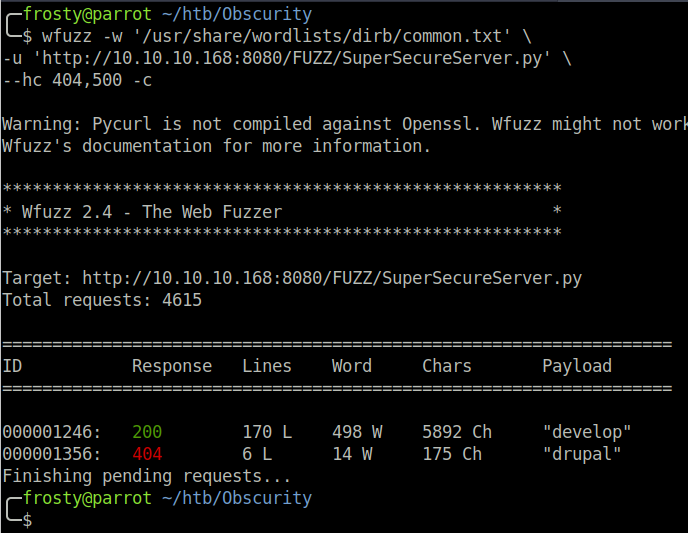 frosty@parrot ~/htb/Obscurity
$ wfuzz -w '/usr/share/wordlists/dirb/common.txt' \
-u 'http://10.10.10.168:8080/FUZZ/SuperSecureServer.py' \
--hc 404,500 -c
Warning: Pycurl is not compiled against Openssl. Wfuzz might not work
Wfuzz's documentation for more information.
********************************************************
* Wfuzz 2.4 - The Web Fuzzer                           *
********************************************************
Target: http://10.10.10.168:8080/FUZZ/SuperSecureServer.py
Total requests: 4615
===================================================================
ID           Response   Lines    Word     Chars       Payload
===================================================================
000001246:   200        170 L    498 W    5892 Ch     "develop"
000001356:   404        6 L      14 W     175 Ch      "drupal"
Finishing pending requests...
frosty@parrot ~/htb/Obscurity
$